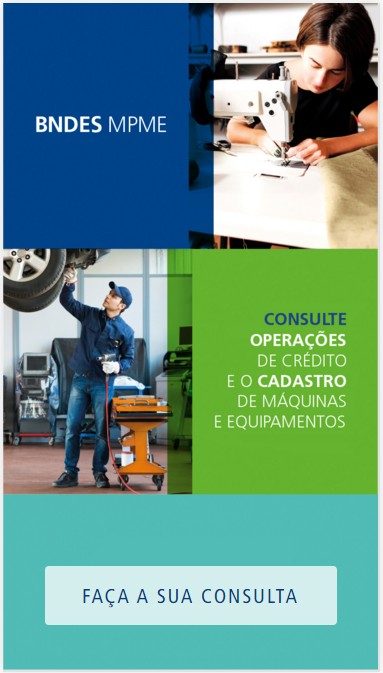 BNDES MPME
CONSULTE
OPERAÇÕES
DE CRÉDITO
E O CADASTRO
DE MÁQUINAS
E EQUIPAMENTOS
FAÇA A SUA CONSULTA